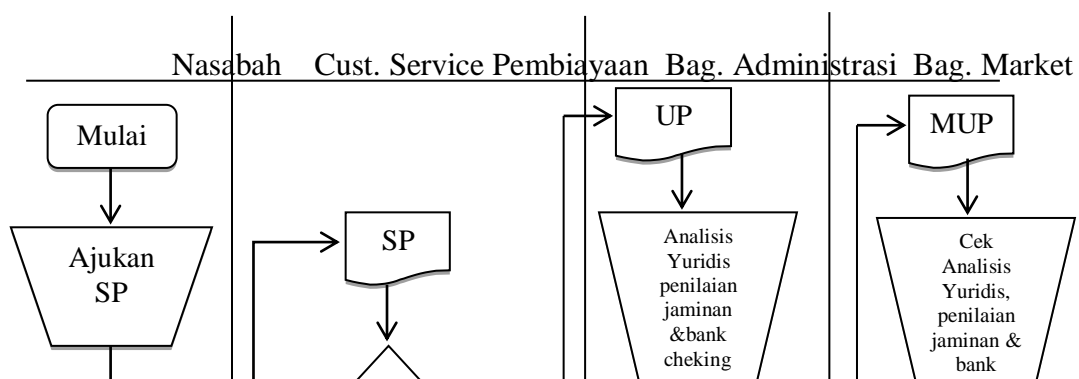 Nasabah Cust. Service Pembiayaan Bag. Administrasi Bag. Market
Mulai
Ajukan
SP
SP
UP
Analisis
Yuridis
penilaian
jaminan
&bank
cheking
MUP
Cek
Analisis
Yuridis,
penilaian
jaminan &
bank